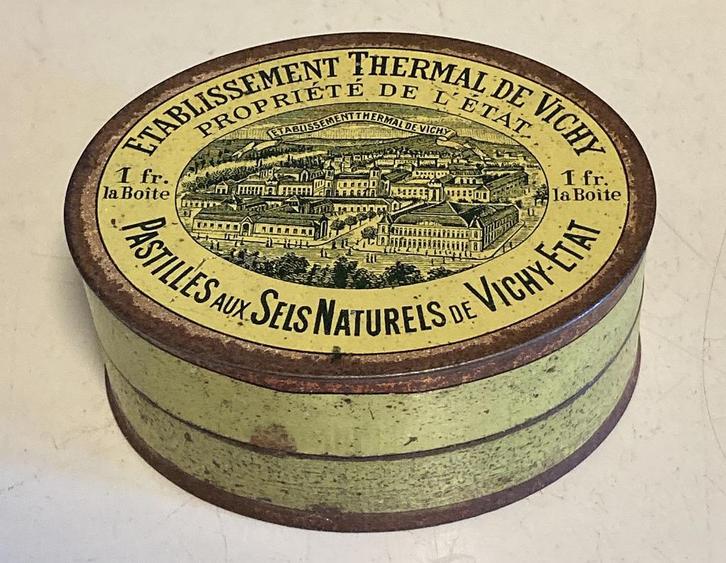 ETABLISSEMENT THERMAL DE VICHY
PROPRIÉTÉ DE L'ÉTAT
ETABLISSEMENT THERMAL DE VICHY
1 fr.
la Boîte
1 fr.
la Boîte
PASTILLES AUX SELS NATURELS DE VICHY-ÉTAT